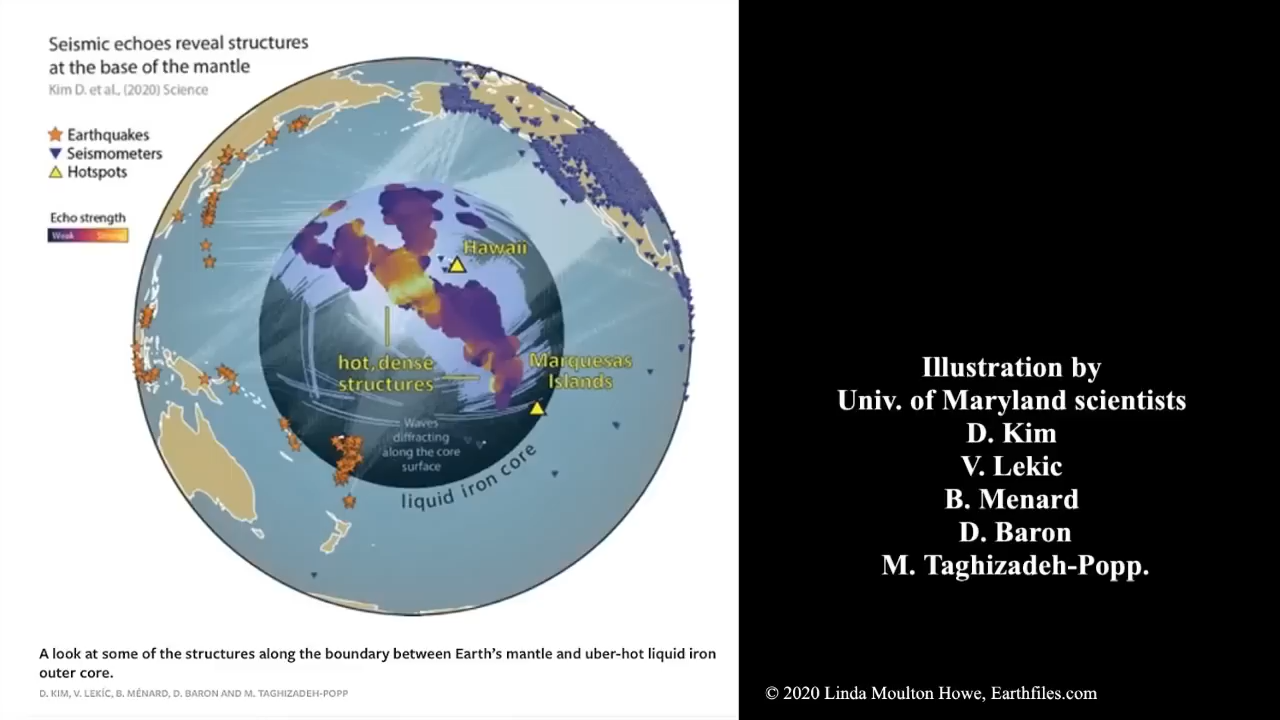 Seismic echoes reveal structures
at the base of the mantle
Kim D. et al., (2020) Science
Earthquakes
Seismometers
Hotspots
Echo strength
Weak Strong
Hawaii
hot, dense
structures
Marquesas
Islands
Waves
diffracting
along the core
surface
liquid iron core
A look at some of the structures along the boundary between Earth's mantle and uber-hot liquid iron
outer core.
D. KIM, V. LEKÍC, B. MÉNARD, D. BARON AND M. TAGHIZADEH-POPP
Illustration by
Univ. of Maryland scientists
D. Kim
V. Lekic
B. Menard
D. Baron
M. Taghizadeh-Popp.
© 2020 Linda Moulton Howe, Earthfiles.com